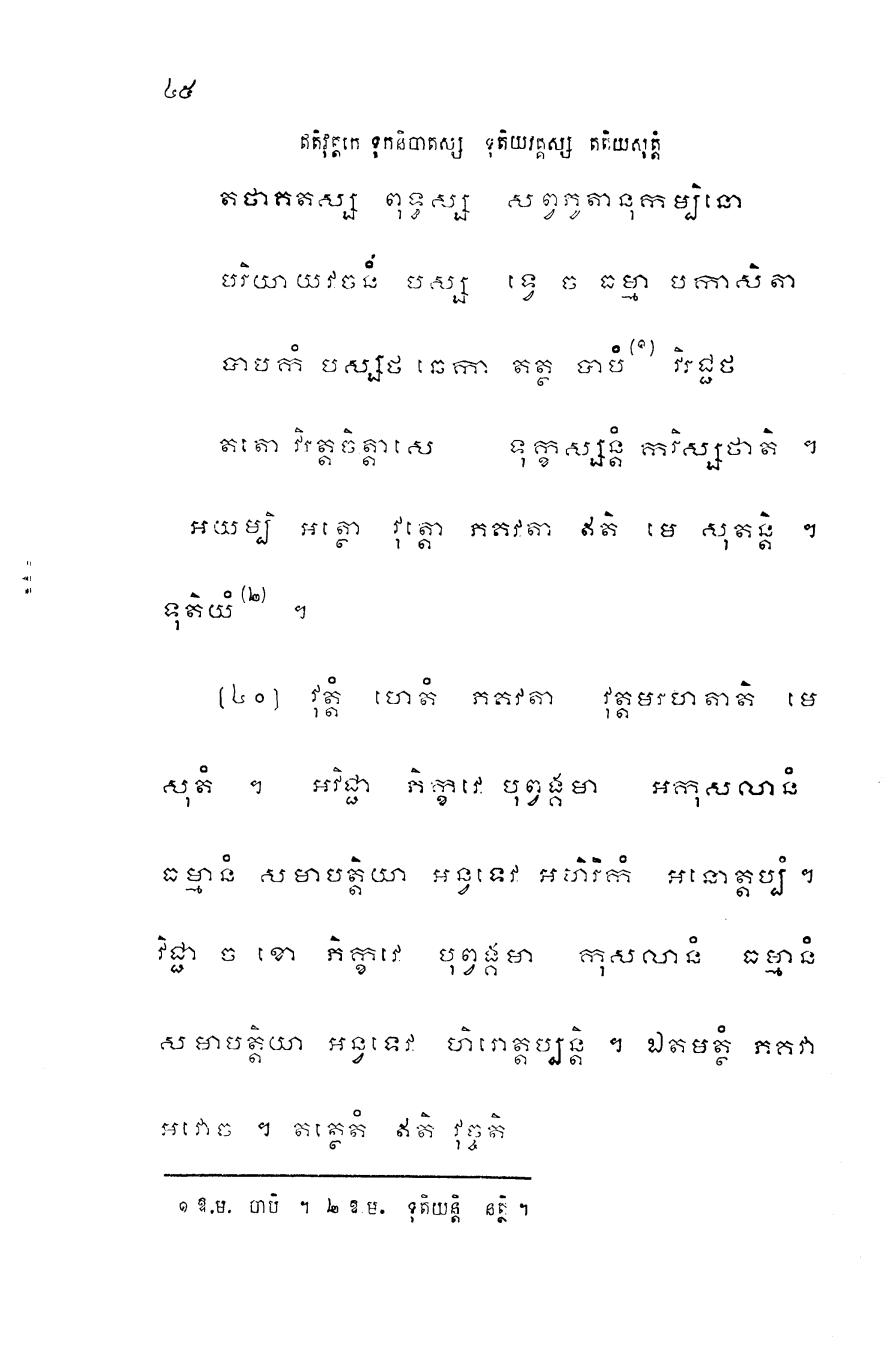 ៤៥
ឥតិវុត្តកេ ទុកនិបាតស្ស ទុតិយវគ្គស្ស តតិយសុត្តំ
តថាគតស្ស ពុទ្ធស្ស សព្វភូតានុកម្បិនោ
បរិយាយវចនំ បស្ស ទ្វេ ច ធម្មា បកាសិតា
បាបកំ បស្សថ ចេកា តត្ថ បាបំ(១) វិរជ្ជថ
តតោ វិរត្តចិត្តាសេ ទុក្ខស្សន្តំ ករិស្សថាតិ ។
អយម្បិ អត្ថោ វុត្តោ ភគវតា ឥតិ មេ សុតន្តិ ។
ទុតិយំ(២) ។
(៤០) វុត្តំ ហេតំ ភគវតា វុត្តមរហតាតិ មេ
សុតំ ។ អវិជ្ជា ភិក្ខវេ បុព្វង្គមា អកុសលានំ
ធម្មានំ សមាបត្តិយា អន្វទេវ អហិរិកំ អនោត្តប្បំ ។
វិជ្ជា ច ខោ ភិក្ខវេ បុព្វង្គមា កុសលានំ ធម្មានំ
សមាបត្តិយា អន្វទេវ ហិរោត្តប្បន្តិ ។ ឯតមត្ថំ ភគវា
អវោច ។ តត្ថេតំ ឥតិ វុច្ចតិ
១ ឱ.ម. បាបិ ។ ២ ឱ.ម. ទុតិយន្តិ នត្ថិ ។